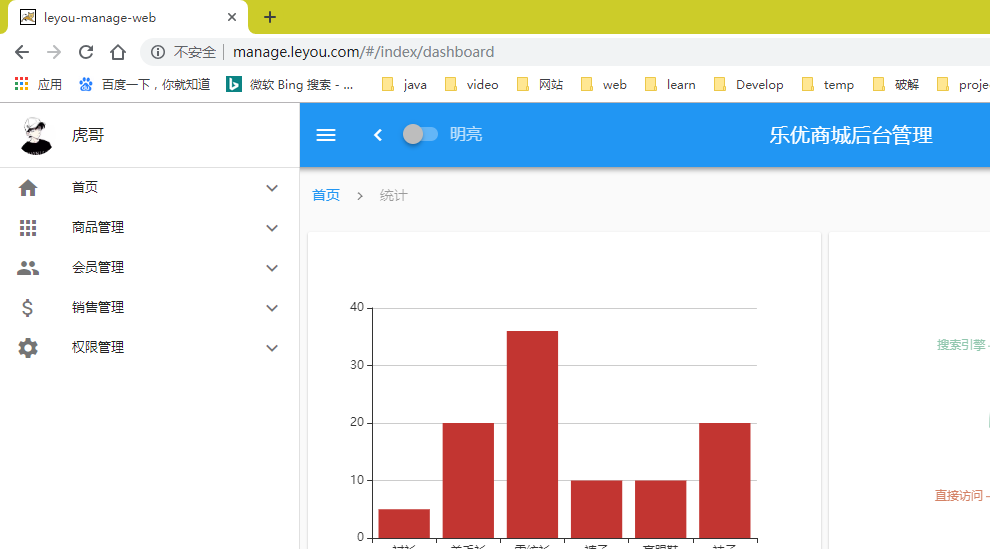 leyou-manage-web
不安全 manage.leyou.com/#/index/dashboard
应用 百度一下，你就知道 微软 Bing 搜索 - ... java video 网站 web learn Develop temp 破解
虎哥
明亮
乐优商城后台管理
首页
商品管理
会员管理
销售管理
权限管理
首页 统计
40
30
20
10
0
搜索引擎
直接访问